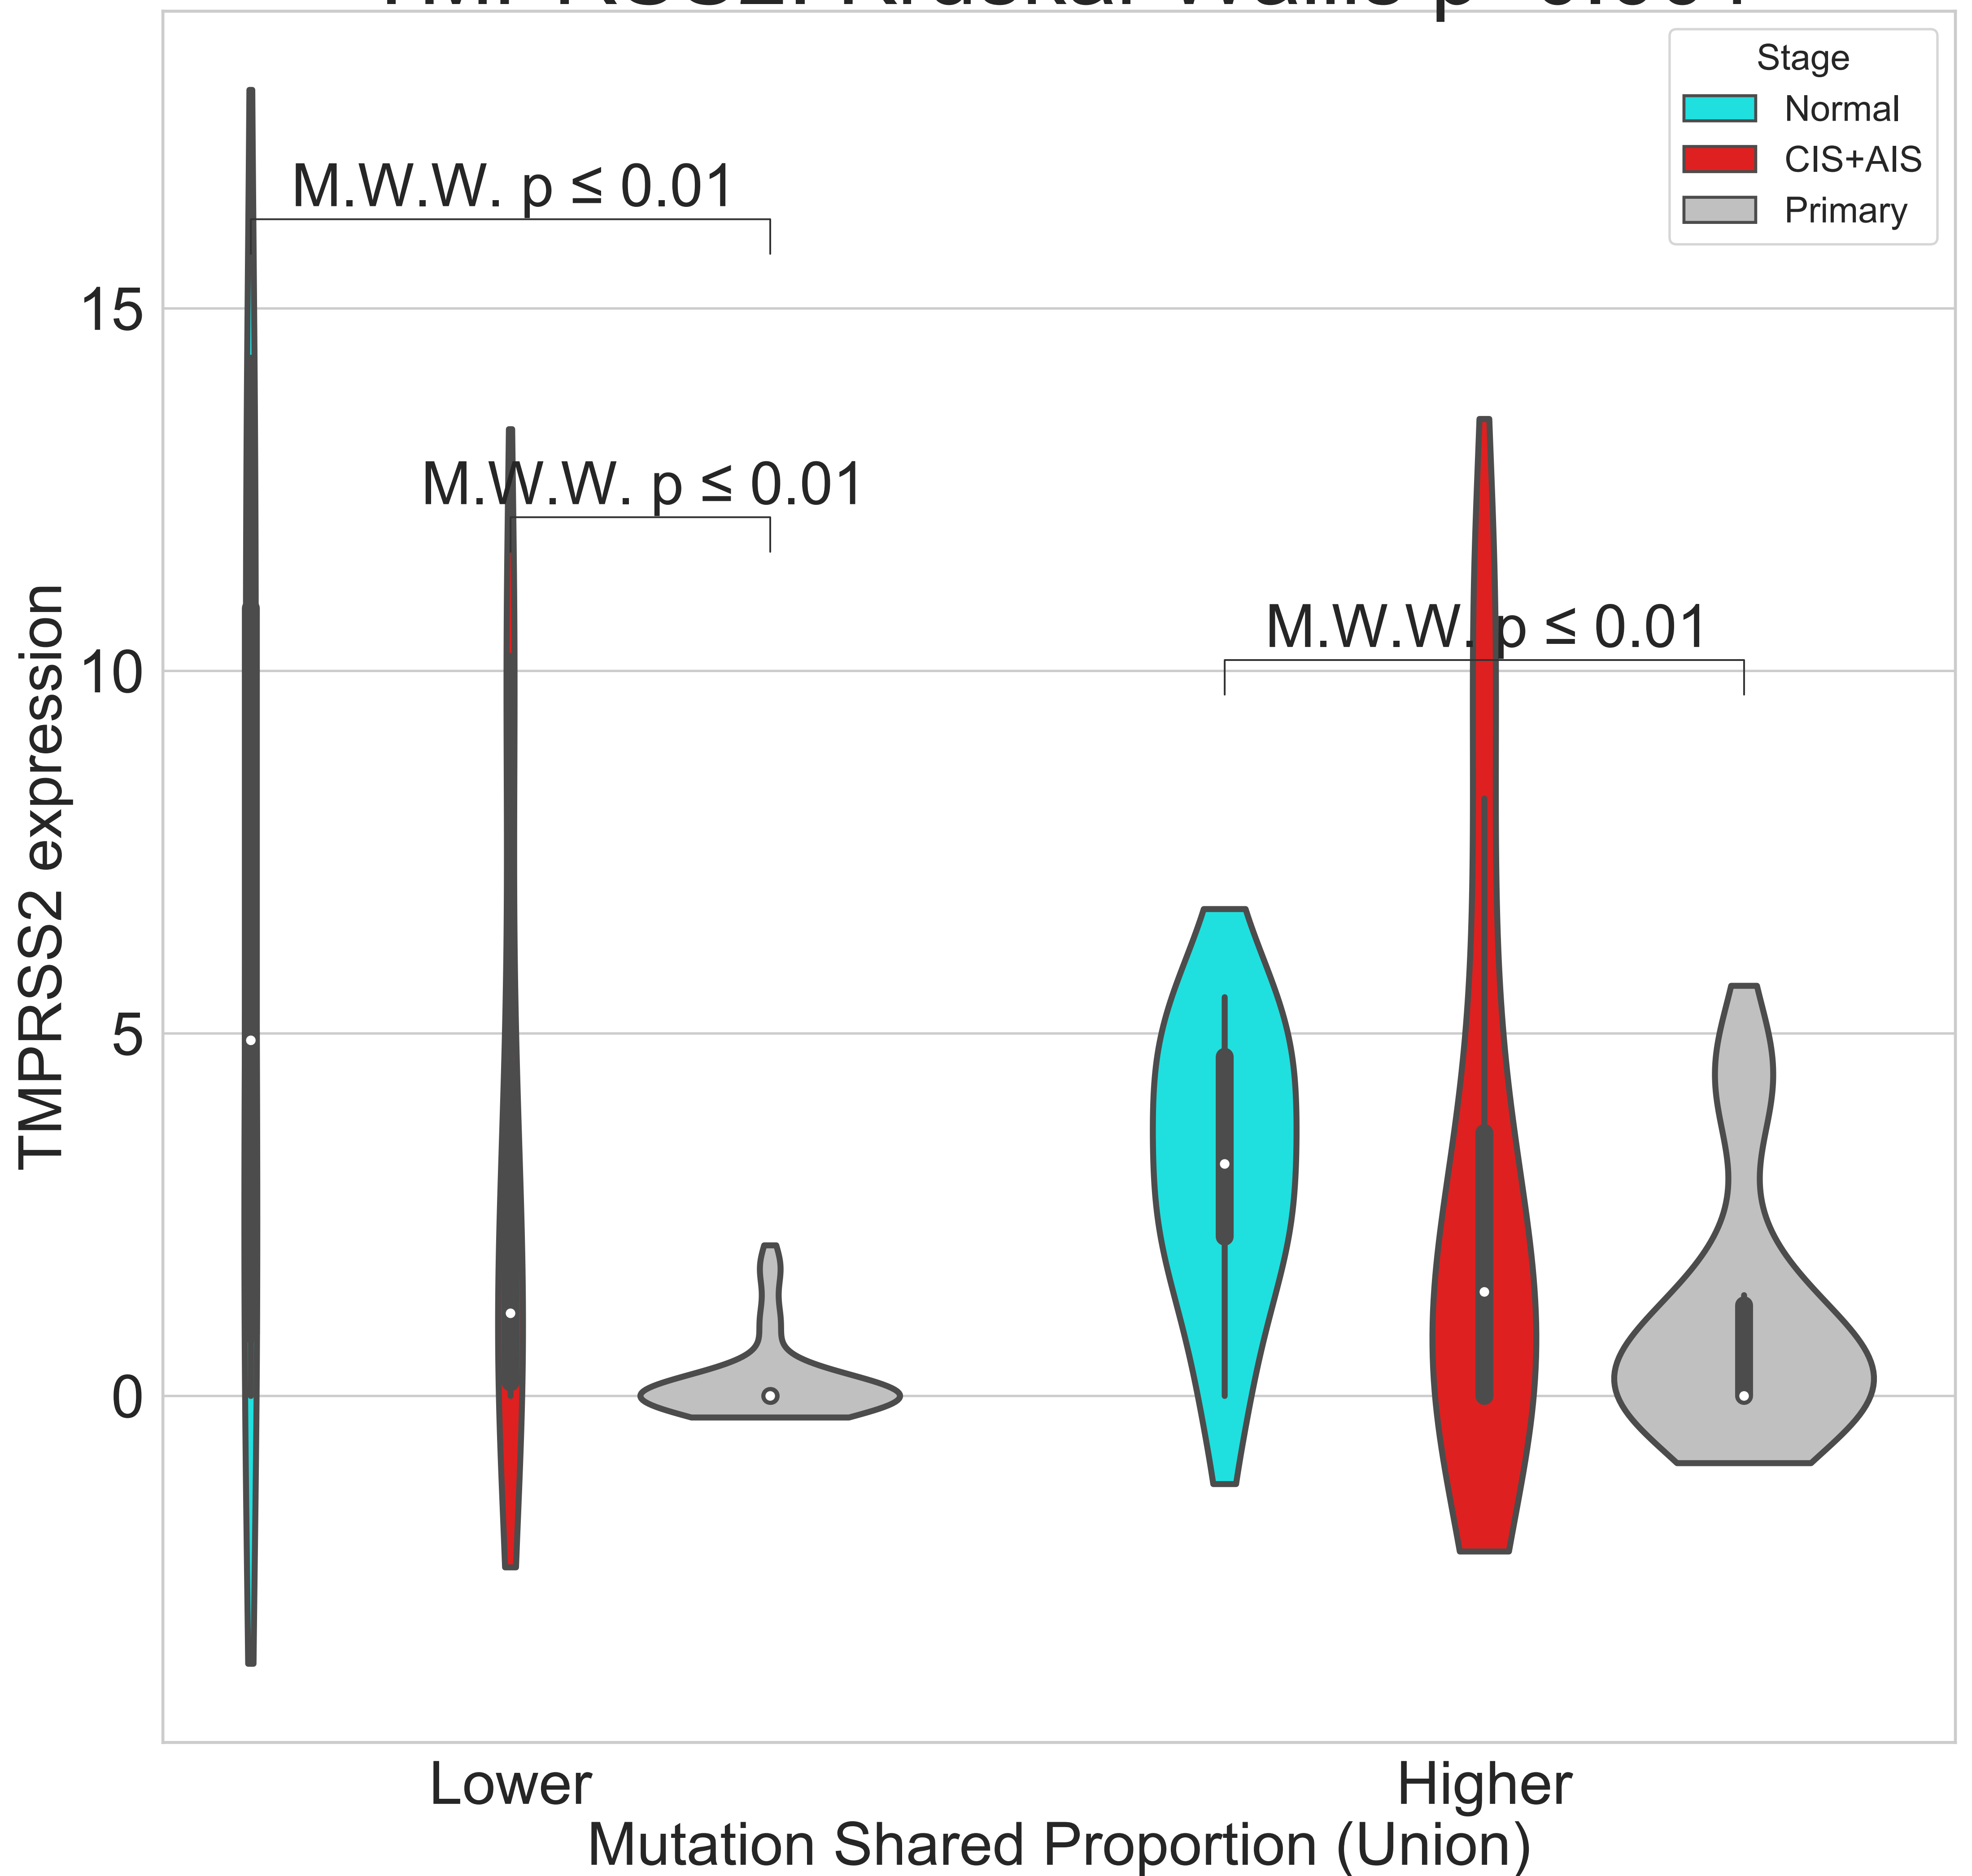 Stage
Normal
CIS+AIS
Primary
M.W.W. p ≤ 0.01
M.W.W. p ≤ 0.01
M.W.W. p ≤ 0.01
15
10
5
0
TMPRSS2 expression
Lower
Higher
Mutation Shared Proportion (Union)